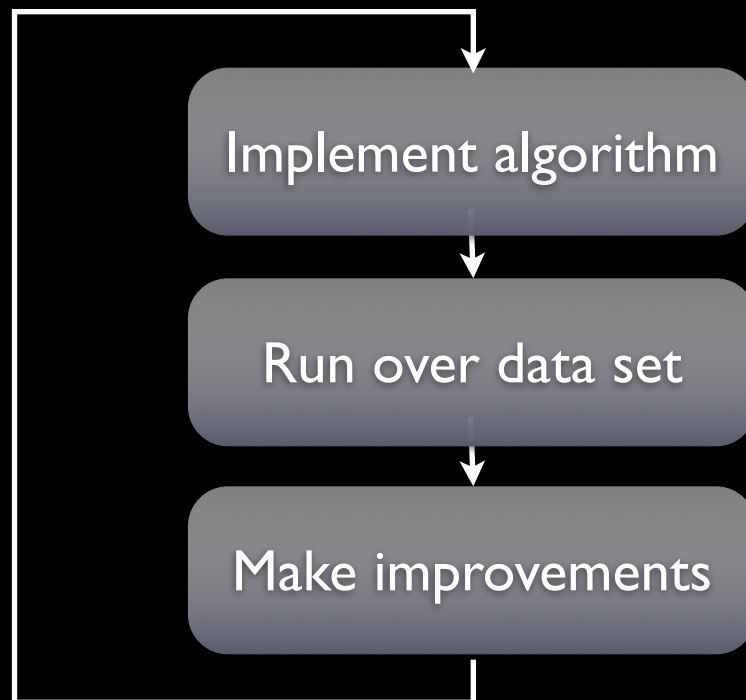 Implement algorithm
Run over data set
Make improvements